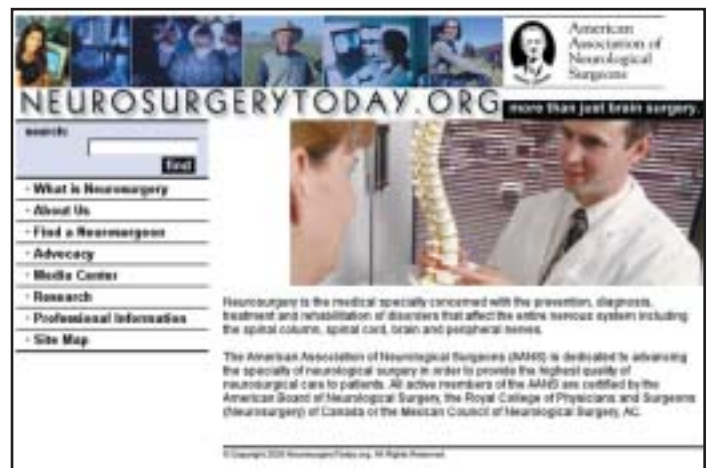 American
Association of
Neurological
Surgeons
NEUROSURGERYTODAY.ORG
more than just brain surgery.
search:
find
· What is Neurosurgery
· About Us
· Find a Neurosurgeon
· Advocacy
· Media Center
· Research
· Professional Information
· Site Map
Neurosurgery is the medical specialty concerned with the prevention, diagnosis,
treatment and rehabilitation of disorders that affect the entire nervous system including
the spinal column, spinal cord, brain and peripheral nerves.
The American Association of Neurological Surgeons (AANS) is dedicated to advancing
the specialty of neurological surgery in order to provide the highest quality of
neurosurgical care to patients. All active members of the AANS are certified by the
American Board of Neurological Surgery, the Royal College of Physicians and Surgeons
(Neurosurgery) of Canada or the Mexican Council of Neurological Surgery, AC.
© Copyright NeurosurgeryToday.org. All Rights Reserved.